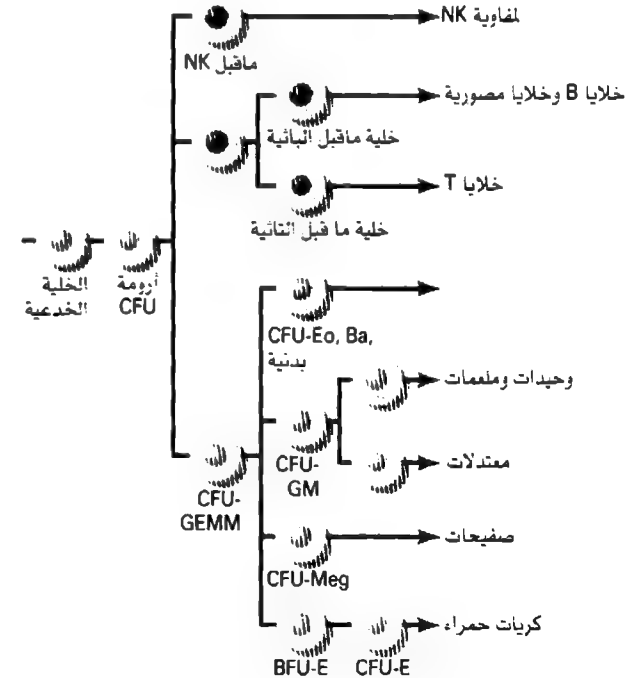 لمفاوية NK
ماقبل NK
خلايا B وخلايا مصورية
خلية ماقبل البائية
خلايا T
خلية ما قبل التائية
الخلية
الخدعية
أرومة
CFU
CFU-Eo, Ba,
بدنية
وحيدات وملعمات
CFU-
GM
معتدلات
CFU-
GEMM
صفيحات
CFU-Meg
كريات حمراء
BFU-E
CFU-E